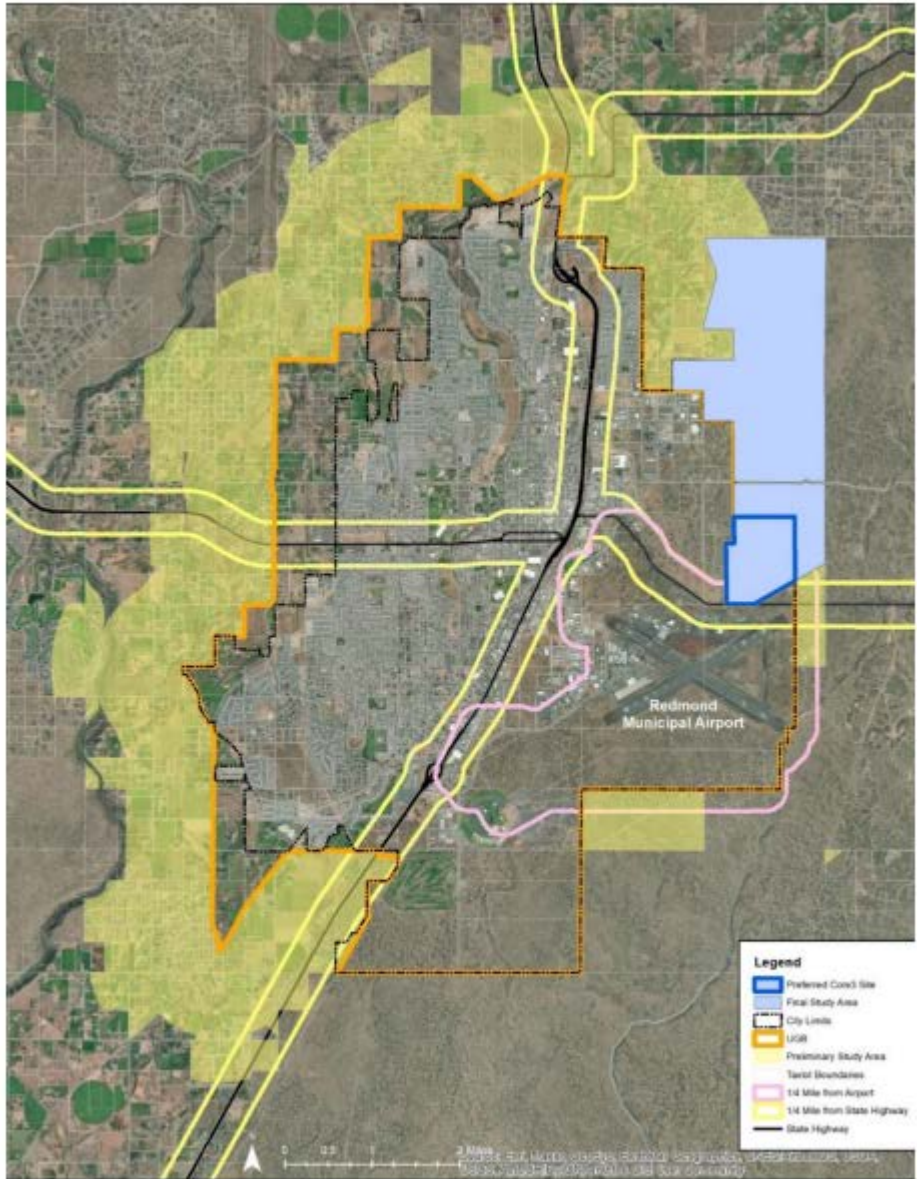 Redmond
Municipal Airport
Legend
Preferred Core3 Site
Final Study Area
City Limits
UGB
Preliminary Study Area
Taxlot Boundaries
1/4 Mile from Airport
1/4 Mile from State Highway
State Highway
0 0.5 1 2 Miles